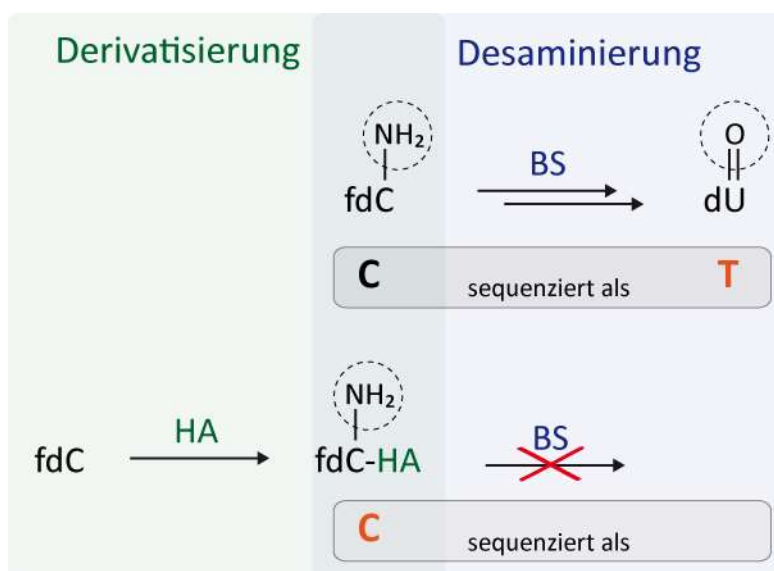 Derivatisierung Desaminierung
NH₂ O
BS
fdC dU
C sequenziert als T
NH₂
HA BS
fdC fdC-HA
C sequenziert als